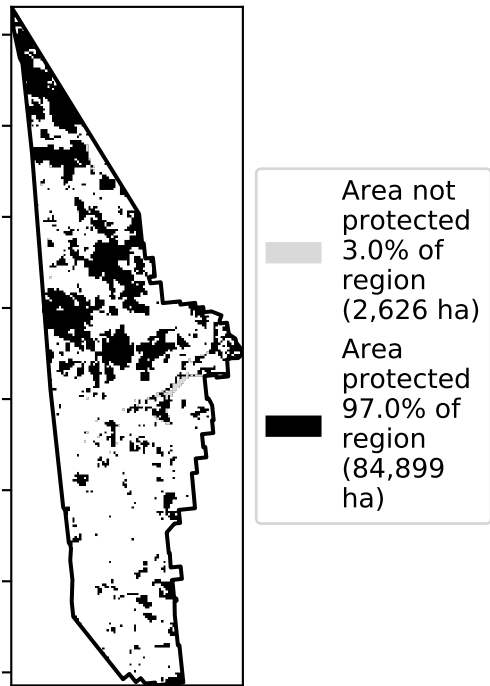 Area not
protected
3.0% of
region
(2,626 ha)
Area
protected
97.0% of
region
(84,899
ha)